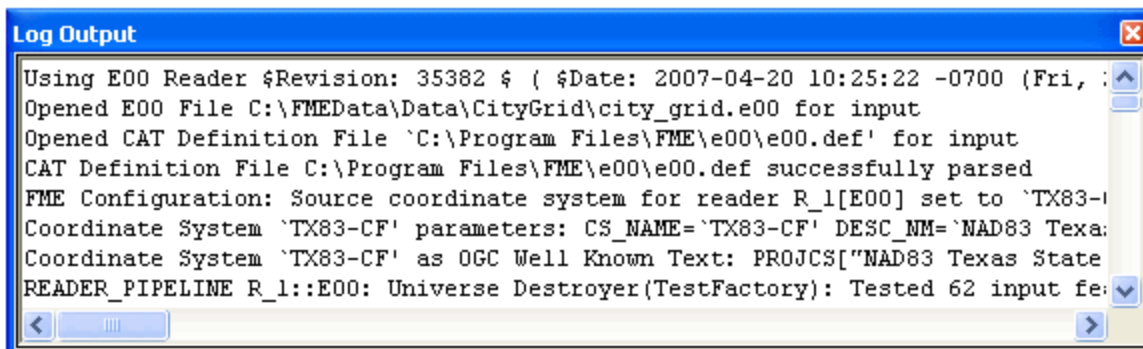 Log Output
Using E00 Reader $Revision: 35382 $ ( $Date: 2007-04-20 10:25:22 -0700 (Fri,
Opened E00 File C:\FMEData\Data\CityGrid\city_grid.e00 for input
Opened CAT Definition File `C:\Program Files\FME\e00\e00.def' for input
CAT Definition File C:\Program Files\FME\e00\e00.def successfully parsed
FME Configuration: Source coordinate system for reader R_1[E00] set to `TX83-
Coordinate System `TX83-CF' parameters: CS_NAME=`TX83-CF' DESC_NM=`NAD83 Texa
Coordinate System `TX83-CF' as OGC Well Known Text: PROJCS["NAD83 Texas State
READER_PIPELINE R_1::E00: Universe Destroyer(TestFactory): Tested 62 input fe